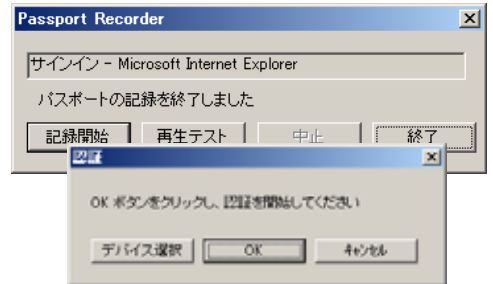 Passport Recorder
サインイン - Microsoft Internet Explorer
パスポートの記録を終了しました
記録開始 再生テスト 中止 終了
認証
OK ボタンをクリックし、認証を開始してください
デバイス選択 OK キャンセル